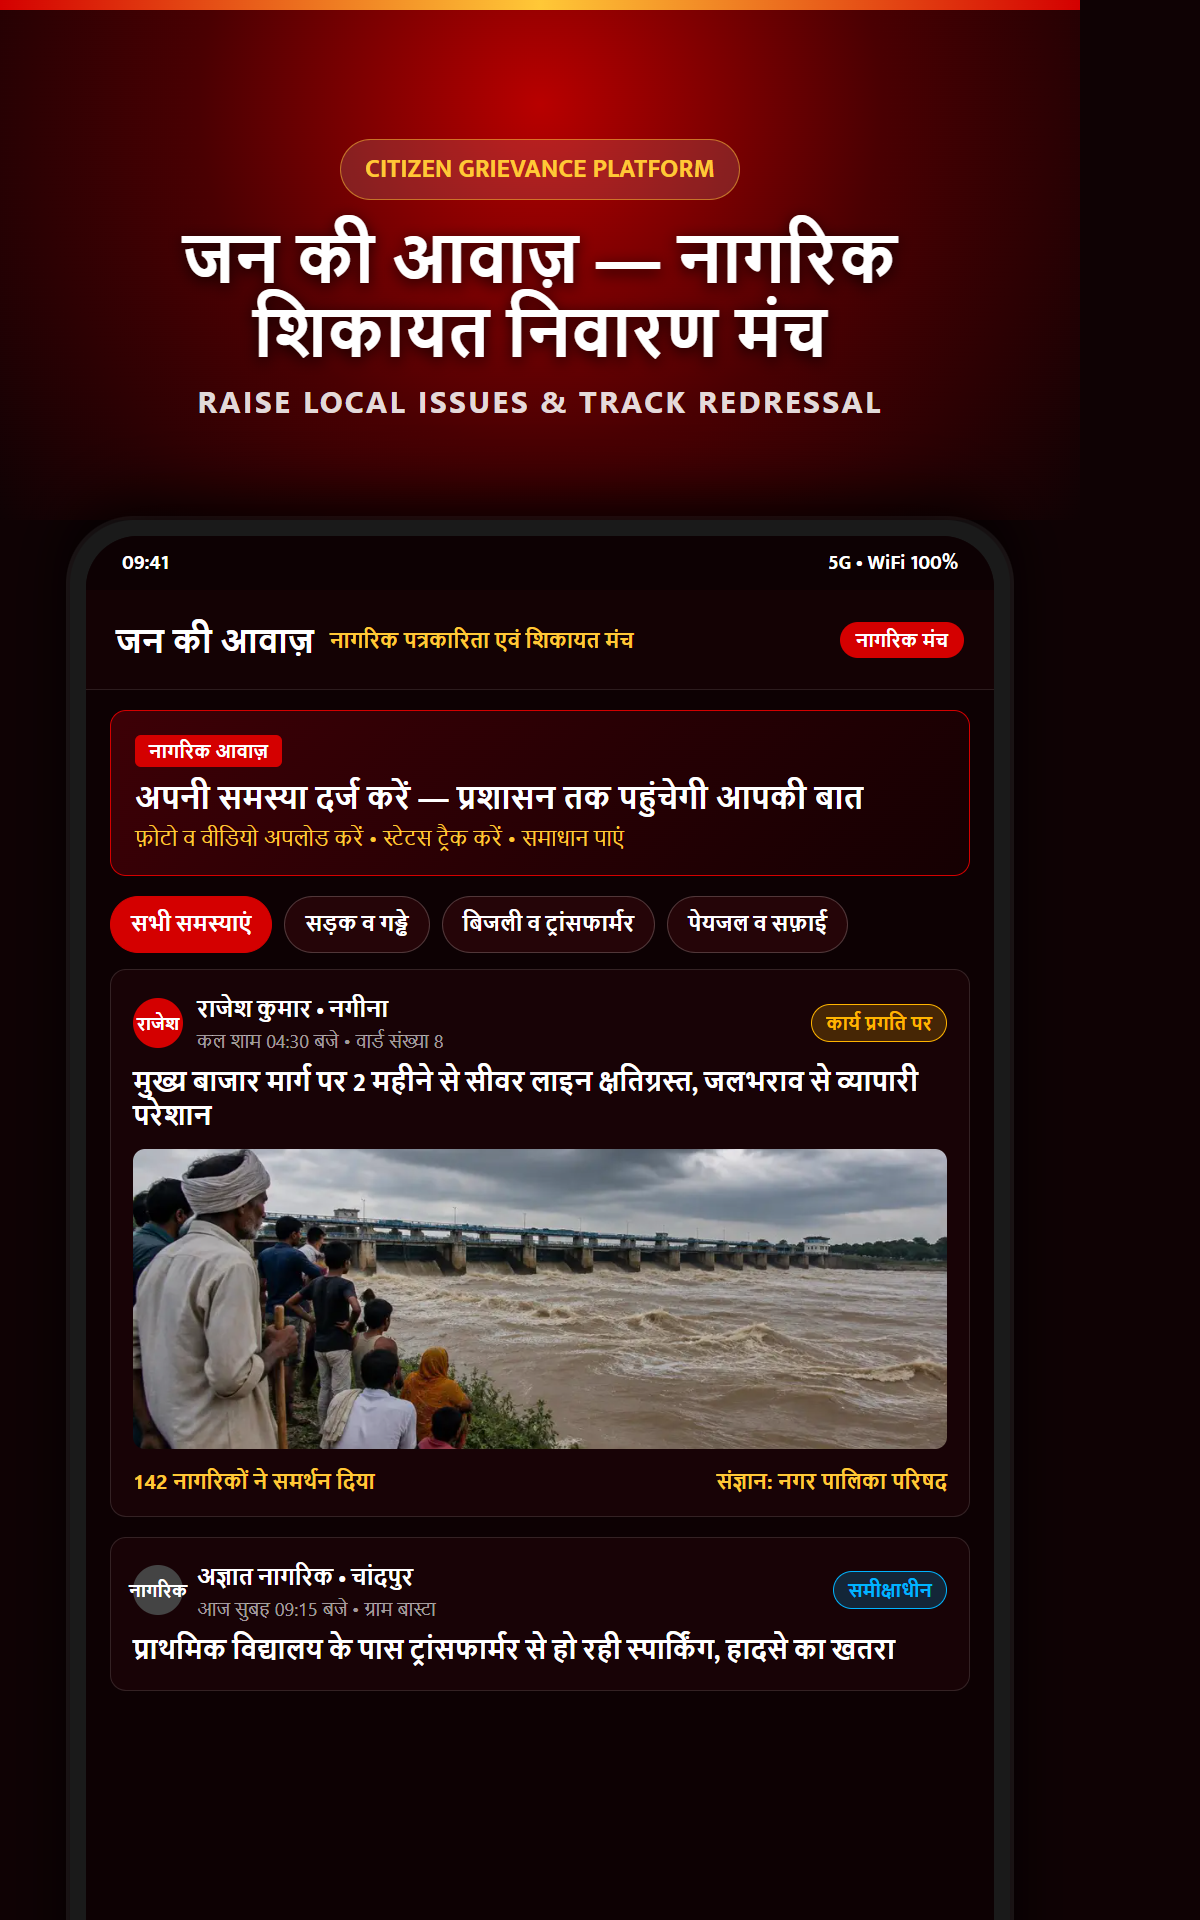 CITIZEN GRIEVANCE PLATFORM
जन की आवाज़ — नागरिक
शिकायत निवारण मंच
RAISE LOCAL ISSUES & TRACK REDRESSAL
09:41
5G • WiFi 100%
जन की आवाज़ नागरिक पत्रकारिता एवं शिकायत मंच
नागरिक मंच
नागरिक आवाज़
अपनी समस्या दर्ज करें — प्रशासन तक पहुंचेगी आपकी बात
फ़ोटो व वीडियो अपलोड करें • स्टेटस ट्रैक करें • समाधान पाएं
सभी समस्याएं
सड़क व गड्ढे
बिजली व ट्रांसफार्मर
पेयजल व सफ़ाई
राजेश
राजेश कुमार • नगीना
कल शाम 04:30 बजे • वार्ड संख्या 8
कार्य प्रगति पर
मुख्य बाजार मार्ग पर 2 महीने से सीवर लाइन क्षतिग्रस्त, जलभराव से व्यापारी
परेशान
142 नागरिकों ने समर्थन दिया
संज्ञान: नगर पालिका परिषद
नागरिक
अज्ञात नागरिक • चांदपुर
आज सुबह 09:15 बजे • ग्राम बास्टा
समीक्षाधीन
प्राथमिक विद्यालय के पास ट्रांसफार्मर से हो रही स्पार्किंग, हादसे का खतरा